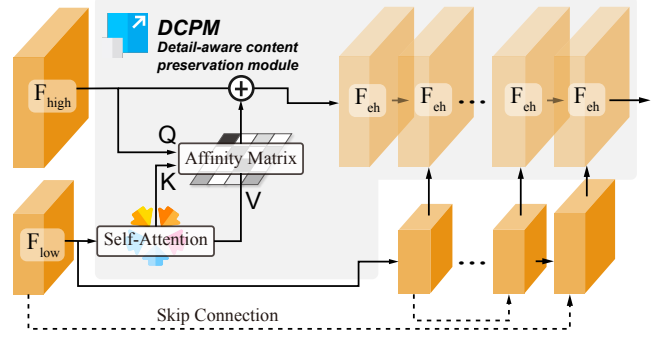 DCPM
Detail-aware content
preservation module
F_high
F_eh
F_eh
...
F_eh
F_eh
Q
Affinity Matrix
K
V
F_low
Self-Attention
...
Skip Connection